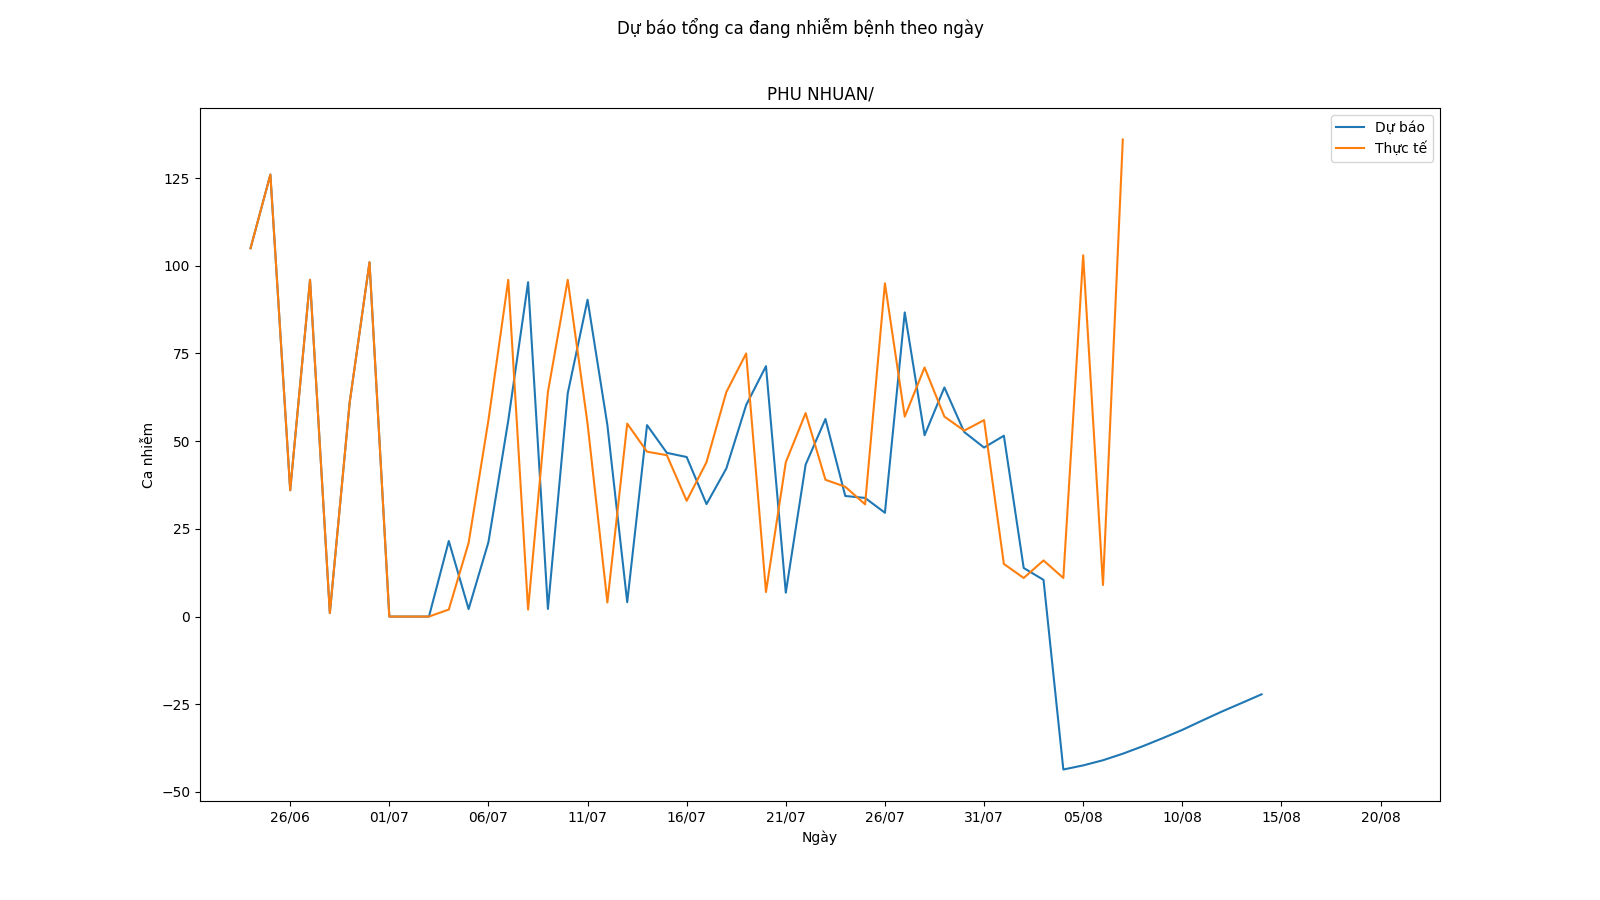 Dự báo tổng ca đang nhiễm bệnh theo ngày
PHU NHUAN/
Dự báo
Thực tế
Ca nhiễm
125
100
75
50
25
0
−25
−50
26/06 01/07 06/07 11/07 16/07 21/07 26/07 31/07 05/08 10/08 15/08 20/08
Ngày